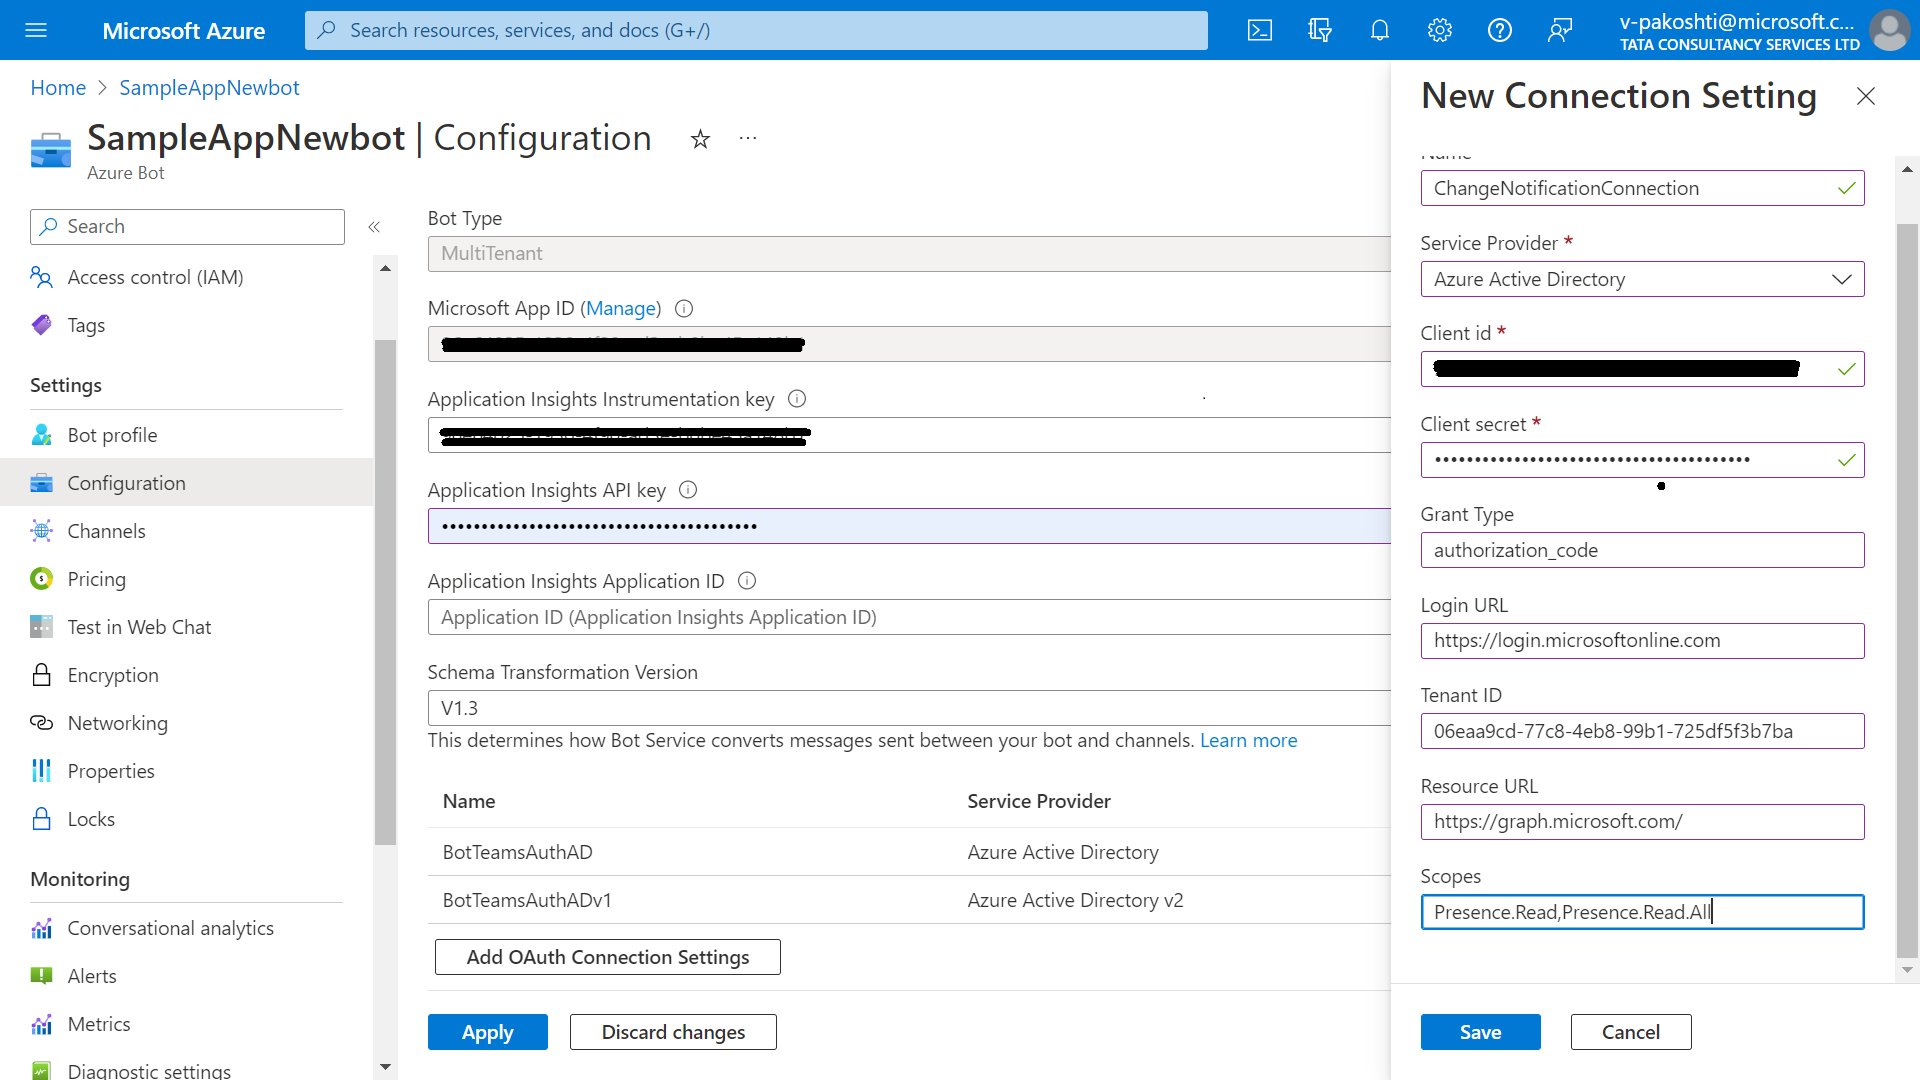 Microsoft Azure
Search resources, services, and docs (G+/)
v-pakoshti@microsoft.c...
TATA CONSULTANCY SERVICES LTD
Home > SampleAppNewbot
SampleAppNewbot | Configuration
Azure Bot
Search
Access control (IAM)
Tags
Settings
Bot profile
Configuration
Channels
Pricing
Test in Web Chat
Encryption
Networking
Properties
Locks
Monitoring
Conversational analytics
Alerts
Metrics
Diagnostic settings
Bot Type
MultiTenant
Microsoft App ID (Manage)
Application Insights Instrumentation key
Application Insights API key
••••••••••••••••••••••••••••••••••••••••
Application Insights Application ID
Application ID (Application Insights Application ID)
Schema Transformation Version
V1.3
This determines how Bot Service converts messages sent between your bot and channels. Learn more
Name Service Provider
BotTeamsAuthAD Azure Active Directory
BotTeamsAuthADv1 Azure Active Directory v2
Add OAuth Connection Settings
Apply Discard changes
New Connection Setting
Name
ChangeNotificationConnection
Service Provider *
Azure Active Directory
Client id *
Client secret *
••••••••••••••••••••••••••••••••••••••••
Grant Type
authorization_code
Login URL
https://login.microsoftonline.com
Tenant ID
06eaa9cd-77c8-4eb8-99b1-725df5f3b7ba
Resource URL
https://graph.microsoft.com/
Scopes
Presence.Read,Presence.Read.All
Save Cancel